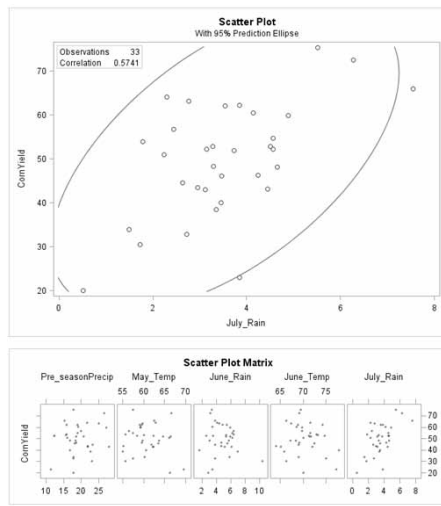 Scatter Plot
With 95% Prediction Ellipse
Observations 33
Correlation 0.5741
70
60
50
40
30
20
CornYield
0 2 4 6 8
July_Rain
Scatter Plot Matrix
Pre_seasonPrecip May_Temp June_Rain June_Temp July_Rain
55 60 65 70 65 70 75
CornYield
70
60
50
40
30
20
10 15 20 25 2 4 6 8 10 0 2 4 6 8